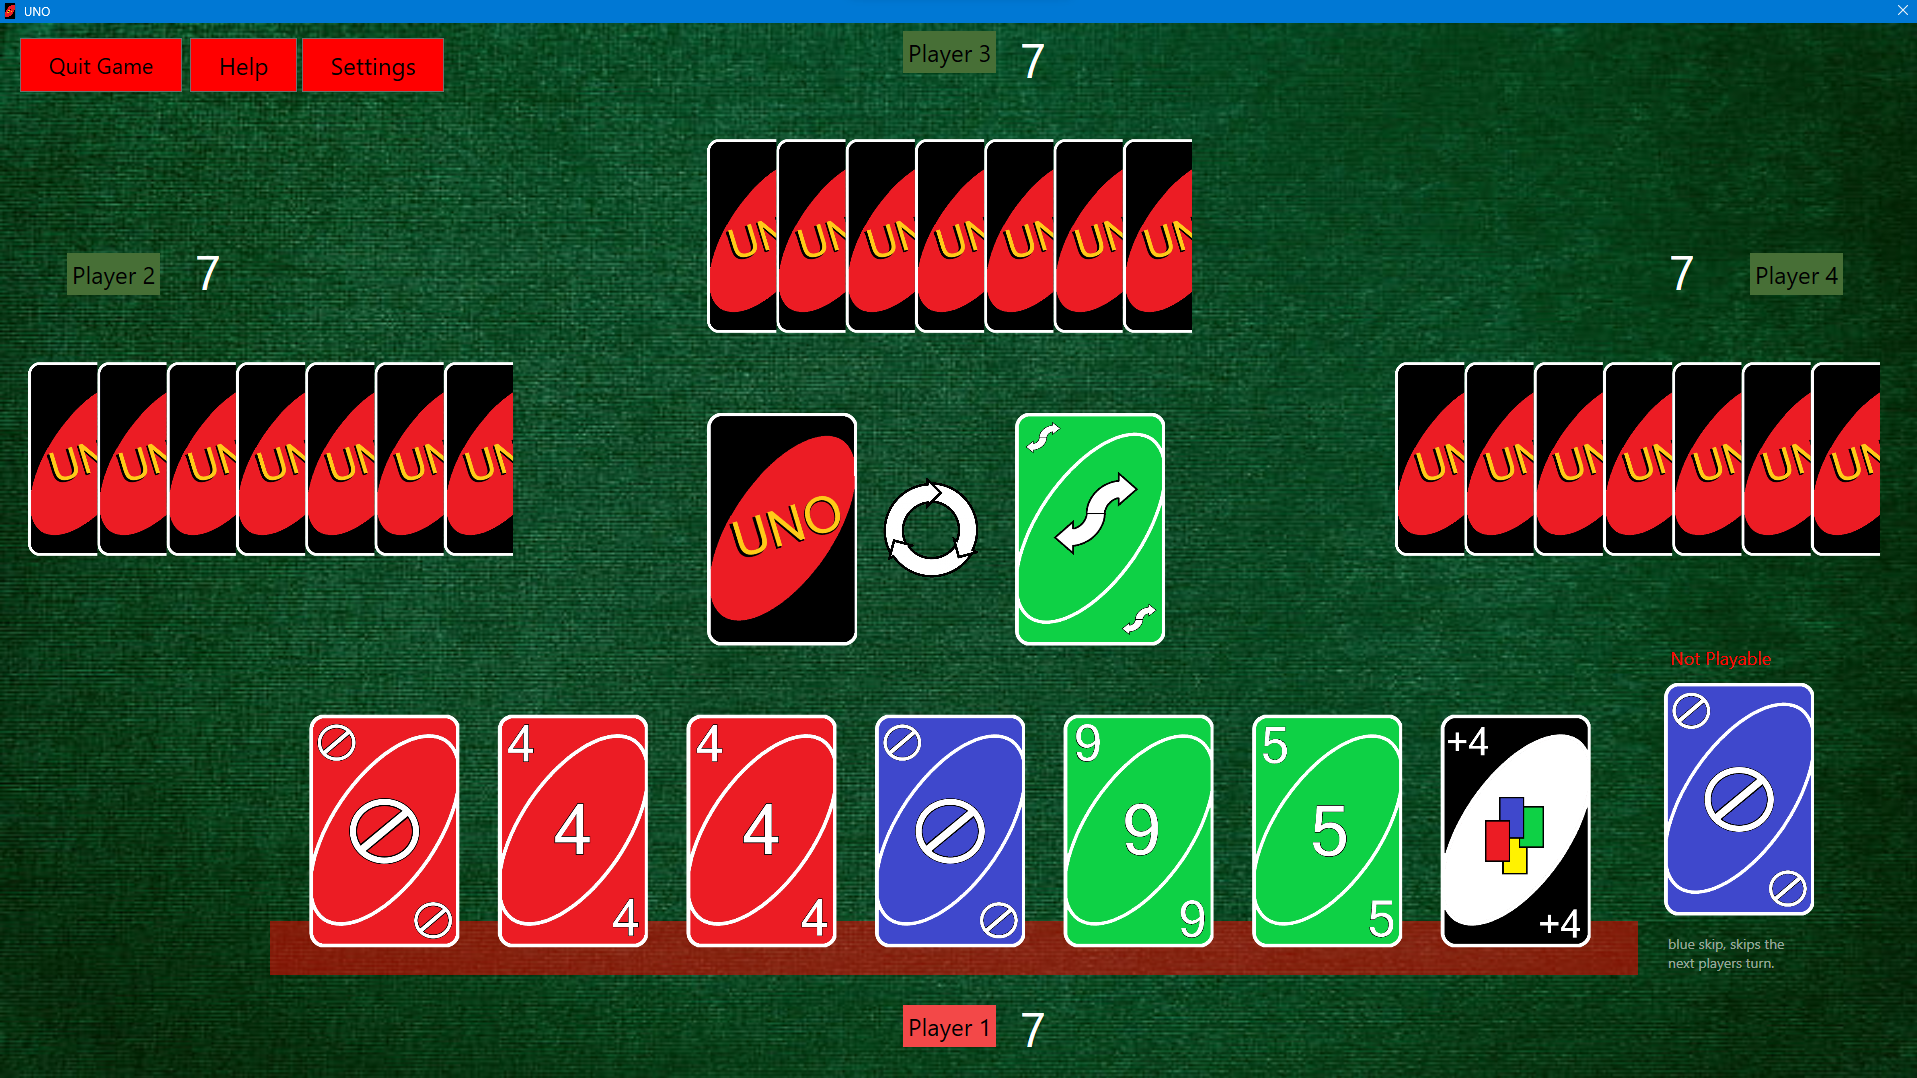 UNO
Quit Game
Help
Settings
Player 3
7
UN
UN
UN
UN
UN
UN
UN
Player 2
7
7
Player 4
UN
UN
UN
UN
UN
UN
UN
UNO
UN
UN
UN
UN
UN
UN
UN
Not Playable
4
4
4
4
4
4
9
9
9
5
5
5
+4
+4
blue skip, skips the
next players turn.
Player 1
7